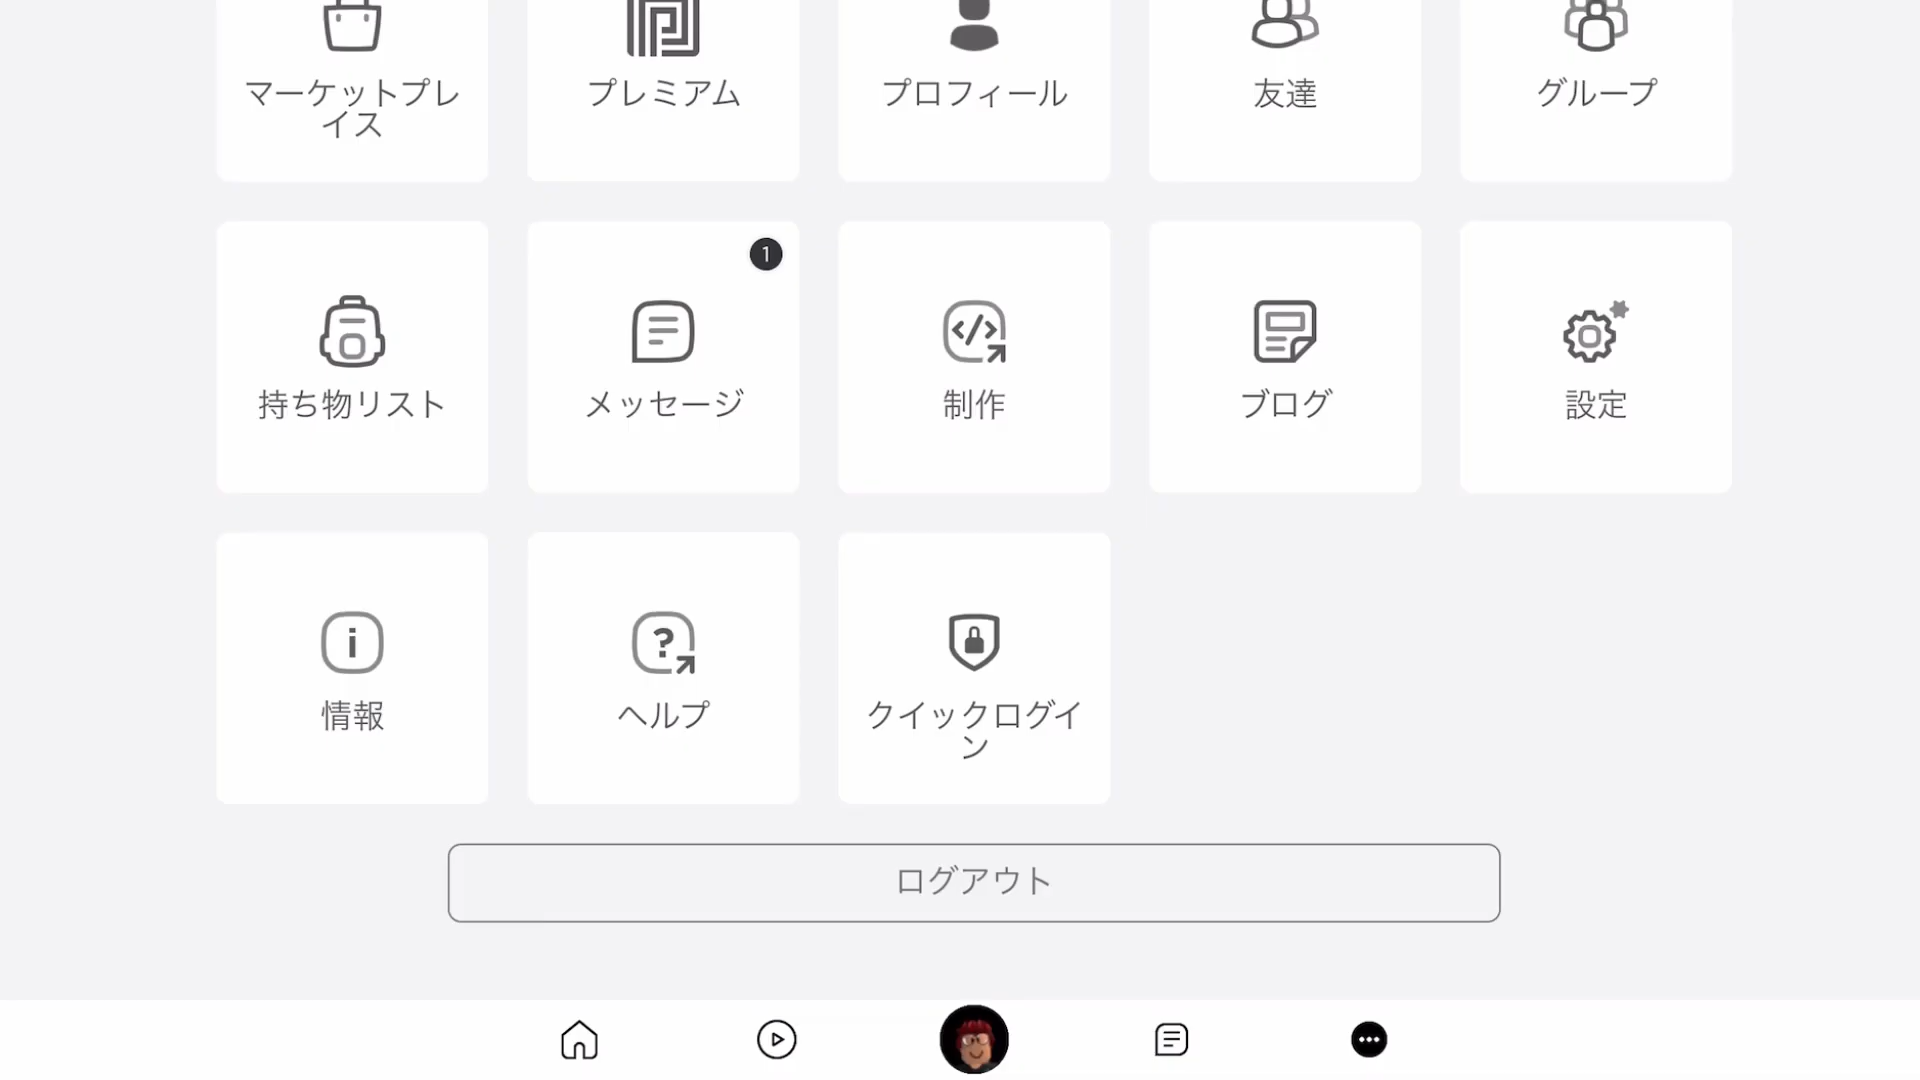 マーケットプレ
イス
プレミアム
プロフィール
友達
グループ
1
持ち物リスト
メッセージ
制作
ブログ
設定
情報
ヘルプ
クイックログイ
ン
ログアウト